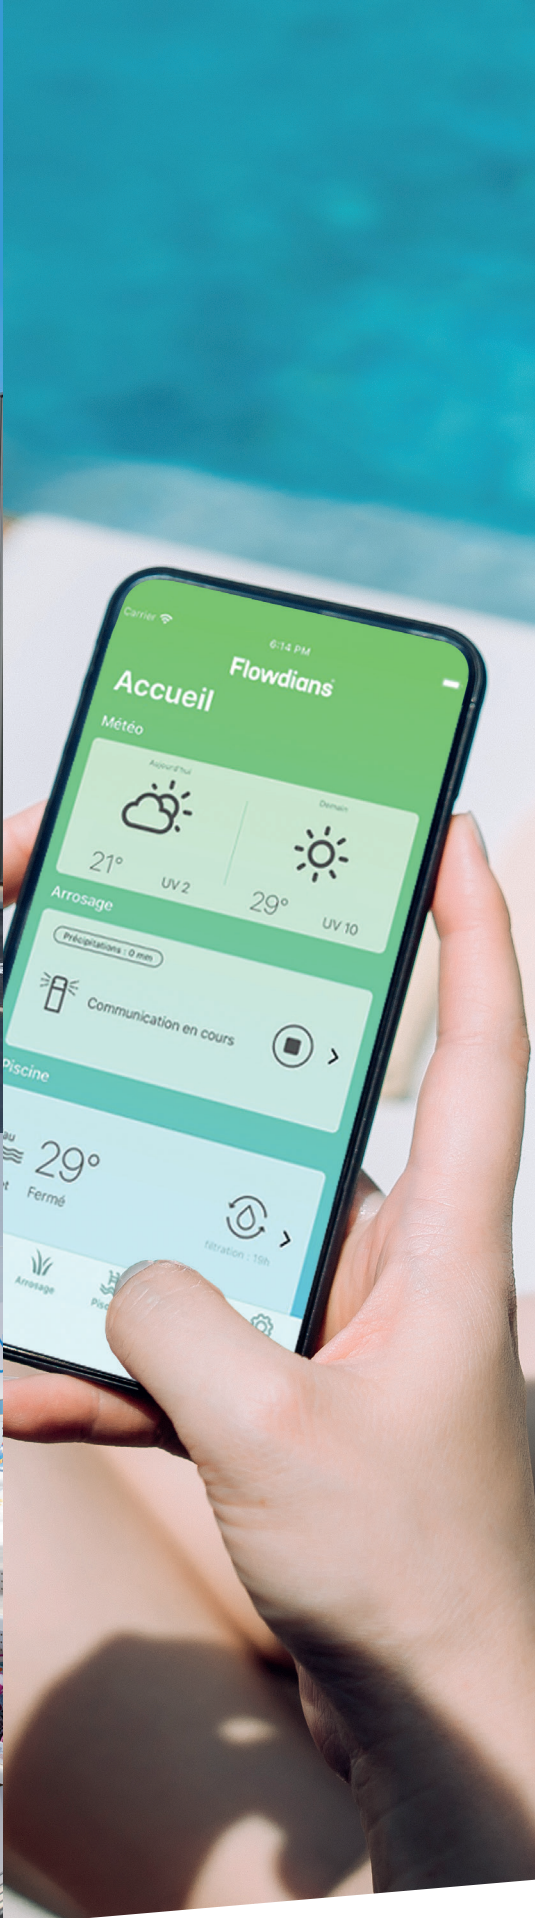 Carrier
6:14 PM
Flowdians
Accueil
Météo
Aujourd'hui
Demain
21°
UV 2
29°
UV 10
Arrosage
Précipitations : 0 mm
Communication en cours
Piscine
29°
Fermé
filtration : 19h
Arrosage